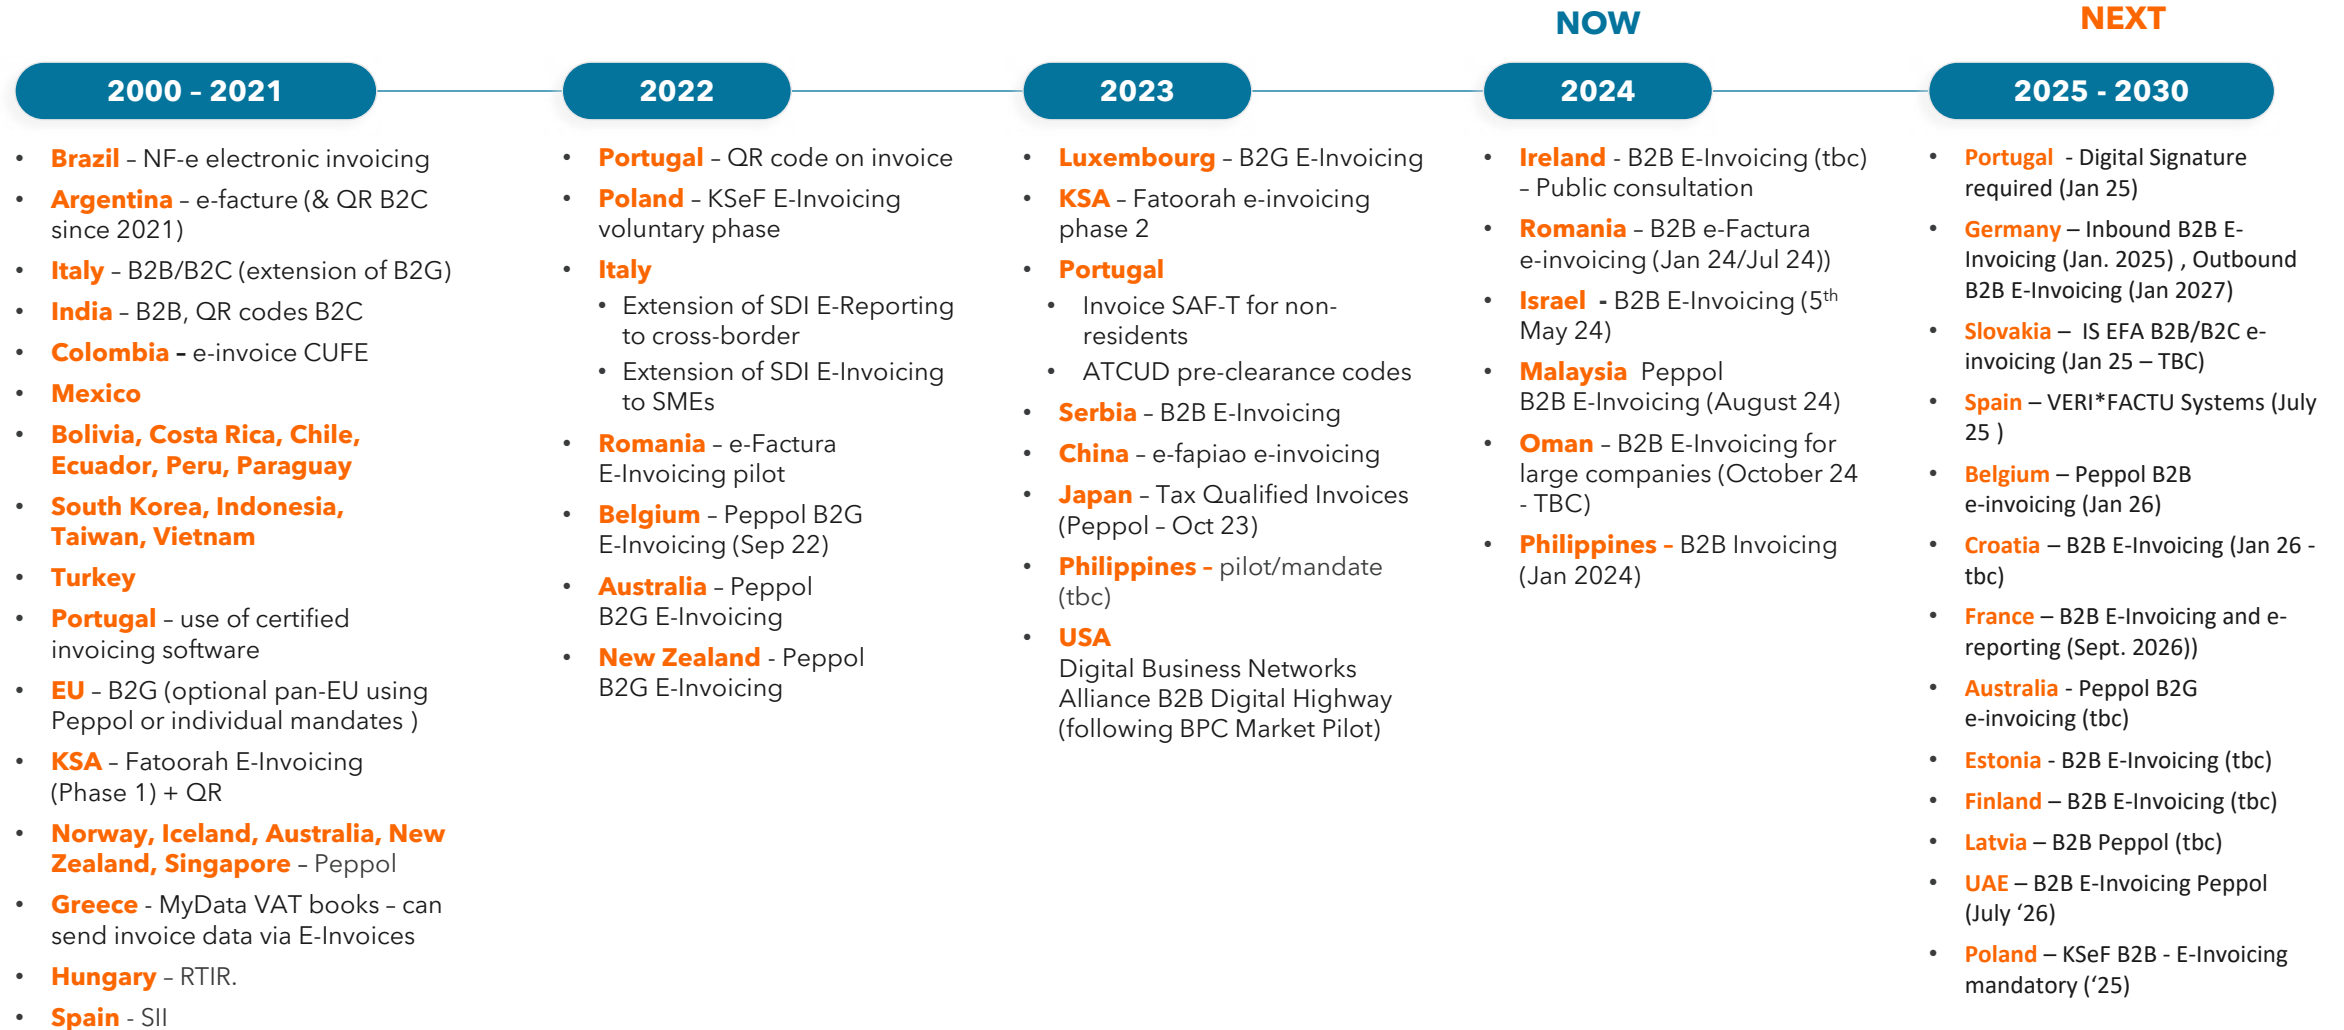 NOW
NEXT
2000 – 2021
2022
2023
2024
2025 - 2030
• Brazil – NF-e electronic invoicing
• Argentina – e-facture (& QR B2C
since 2021)
• Italy – B2B/B2C (extension of B2G)
• India – B2B, QR codes B2C
• Colombia – e-invoice CUFE
• Mexico
• Bolivia, Costa Rica, Chile,
Ecuador, Peru, Paraguay
• South Korea, Indonesia,
Taiwan, Vietnam
• Turkey
• Portugal – use of certified
invoicing software
• EU – B2G (optional pan-EU using
Peppol or individual mandates )
• KSA – Fatoorah E-Invoicing
(Phase 1) + QR
• Norway, Iceland, Australia, New
Zealand, Singapore – Peppol
• Greece - MyData VAT books – can
send invoice data via E-Invoices
• Hungary – RTIR.
• Spain - SII
• Portugal – QR code on invoice
• Poland – KSeF E-Invoicing
voluntary phase
• Italy
• Extension of SDI E-Reporting
to cross-border
• Extension of SDI E-Invoicing
to SMEs
• Romania – e-Factura
E-Invoicing pilot
• Belgium – Peppol B2G
E-Invoicing (Sep 22)
• Australia – Peppol
B2G E-Invoicing
• New Zealand - Peppol
B2G E-Invoicing
• Luxembourg – B2G E-Invoicing
• KSA – Fatoorah e-invoicing
phase 2
• Portugal
• Invoice SAF-T for non-
residents
• ATCUD pre-clearance codes
• Serbia – B2B E-Invoicing
• China – e-fapiao e-invoicing
• Japan – Tax Qualified Invoices
(Peppol – Oct 23)
• Philippines – pilot/mandate
(tbc)
• USA
Digital Business Networks
Alliance B2B Digital Highway
(following BPC Market Pilot)
• Ireland - B2B E-Invoicing (tbc)
– Public consultation
• Romania – B2B e-Factura
e-invoicing (Jan 24/Jul 24))
• Israel - B2B E-Invoicing (5th
May 24)
• Malaysia Peppol
B2B E-Invoicing (August 24)
• Oman – B2B E-Invoicing for
large companies (October 24
- TBC)
• Philippines – B2B Invoicing
(Jan 2024)
• Portugal - Digital Signature
required (Jan 25)
• Germany – Inbound B2B E-
Invoicing (Jan. 2025) , Outbound
B2B E-Invoicing (Jan 2027)
• Slovakia – IS EFA B2B/B2C e-
invoicing (Jan 25 – TBC)
• Spain – VERI*FACTU Systems (July
25 )
• Belgium – Peppol B2B
e-invoicing (Jan 26)
• Croatia – B2B E-Invoicing (Jan 26 -
tbc)
• France – B2B E-Invoicing and e-
reporting (Sept. 2026))
• Australia - Peppol B2G
e-invoicing (tbc)
• Estonia - B2B E-Invoicing (tbc)
• Finland – B2B E-Invoicing (tbc)
• Latvia – B2B Peppol (tbc)
• UAE – B2B E-Invoicing Peppol
(July ‘26)
• Poland – KSeF B2B - E-Invoicing
mandatory (‘25)